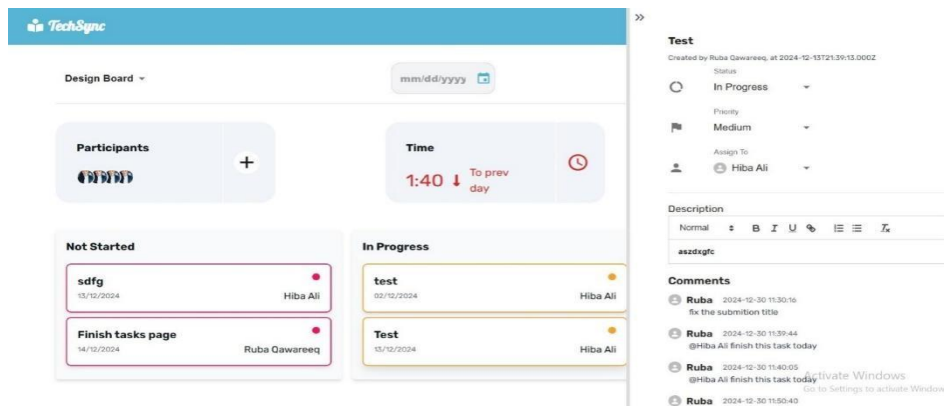 TechSync
Design Board
mm/dd/yyyy
Participants
+
Time
1:40 ↓ To prev
day
Not Started
sdfg
13/12/2024
Hiba Ali
Finish tasks page
14/12/2024
Ruba Qawareeq
In Progress
test
02/12/2024
Hiba Ali
Test
13/12/2024
Hiba Ali
Test
Created by Ruba Qawareeq, at 2024-12-13T21:39:13.000Z
Status
In Progress
Priority
Medium
Assign To
Hiba Ali
Description
Normal B I U
aszdxgfc
Comments
Ruba 2024-12-30 11:30:16
fix the submition title
Ruba 2024-12-30 11:39:44
@Hiba Ali finish this task today
Ruba 2024-12-30 11:40:05
@Hiba Ali finish this task today
Ruba 2024-12-30 11:50:40
Activate Windows
Go to Settings to activate Window